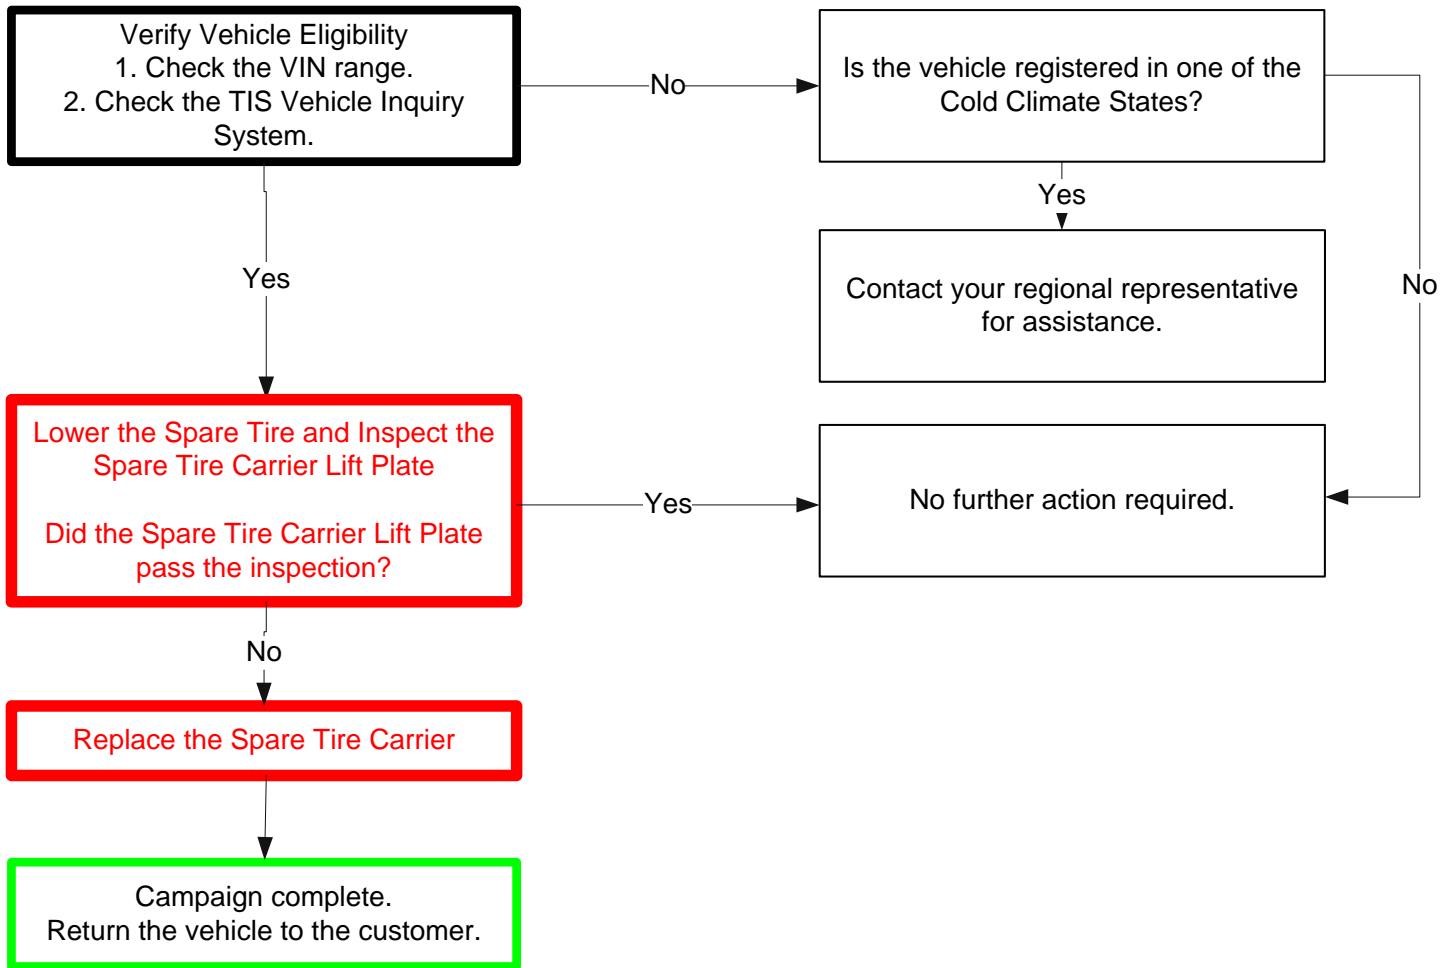 Verify Vehicle Eligibility
1. Check the VIN range.
2. Check the TIS Vehicle Inquiry
System.
No
Is the vehicle registered in one of the
Cold Climate States?
Yes
Yes
No
Contact your regional representative
for assistance.
Lower the Spare Tire and Inspect the
Spare Tire Carrier Lift Plate
Did the Spare Tire Carrier Lift Plate
pass the inspection?
Yes
No further action required.
No
Replace the Spare Tire Carrier
Campaign complete.
Return the vehicle to the customer.